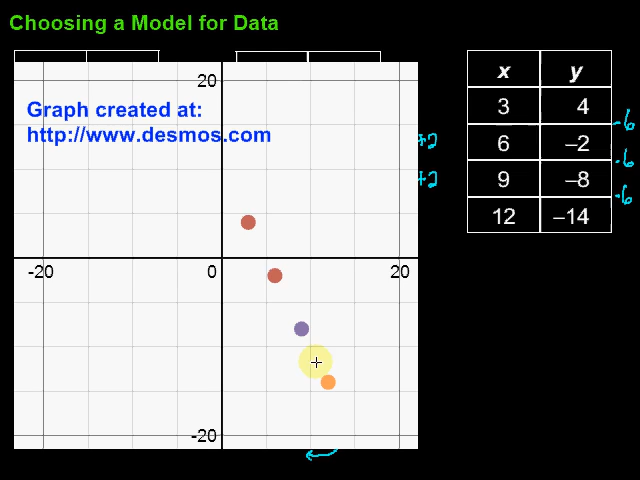 Choosing a Model for Data
Graph created at:
http://www.desmos.com
20
-20 0 20
-20
+2
+2
x y
3 4
6 –2
9 –8
12 –14
-6
-6
-6